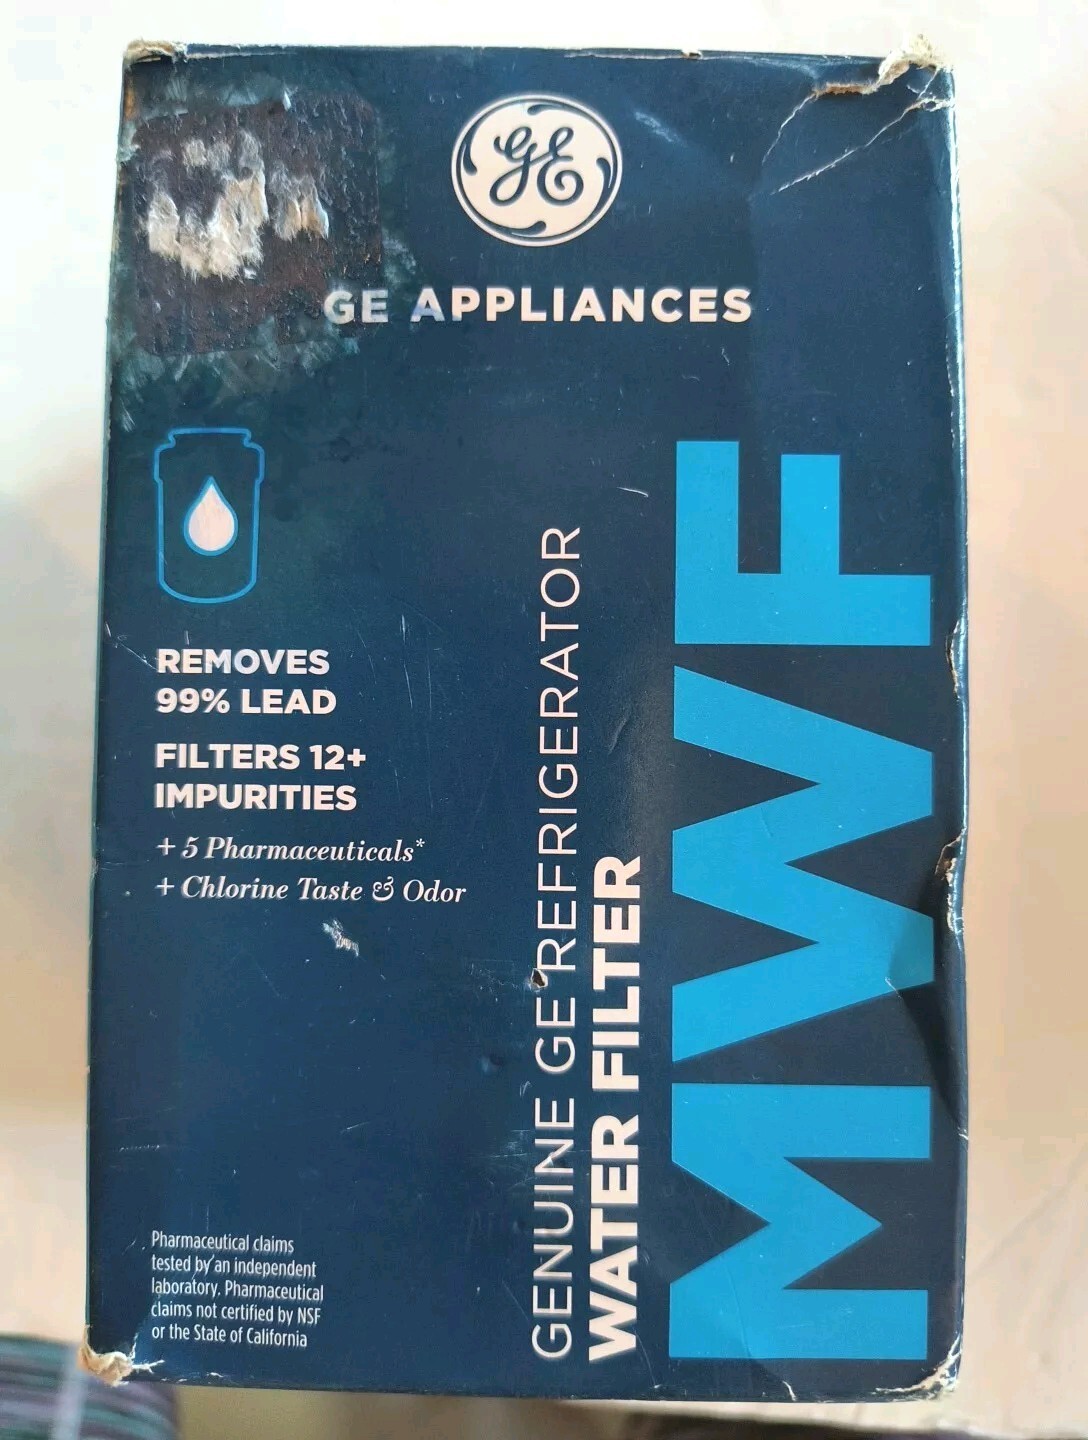 GE
GE APPLIANCES
REMOVES
99% LEAD
FILTERS 12+
IMPURITIES
+ 5 Pharmaceuticals*
+ Chlorine Taste & Odor
GENUINE GE REFRIGERATOR
WATER FILTER
MWF
Pharmaceutical claims
tested by an independent
laboratory. Pharmaceutical
claims not certified by NSF
or the State of California